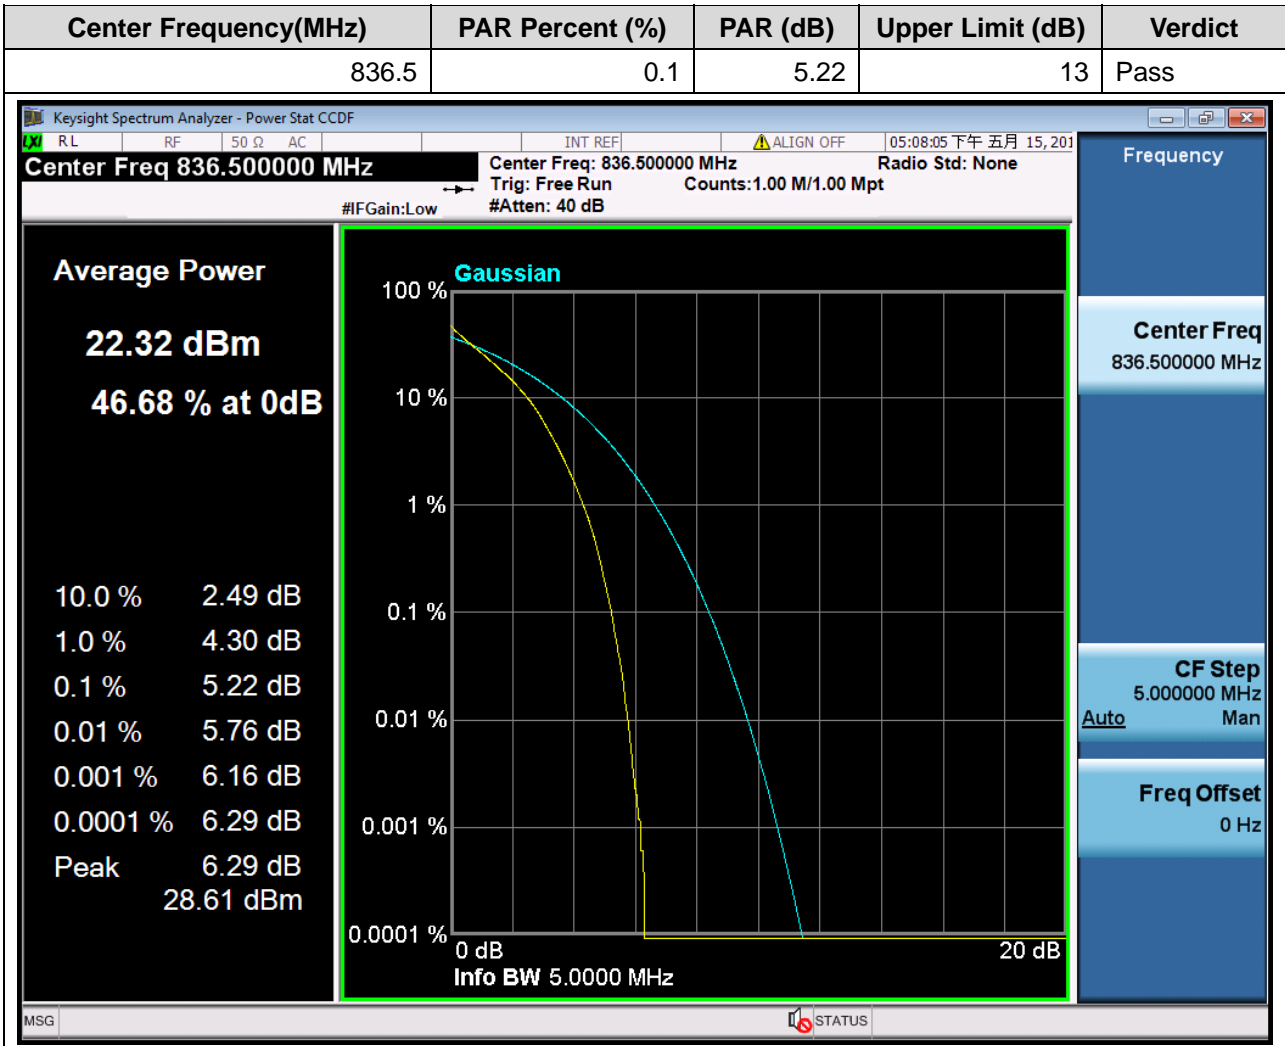 Center Frequency(MHz) PAR Percent (%) PAR (dB) Upper Limit (dB) Verdict
836.5 0.1 5.22 13 Pass
Keysight Spectrum Analyzer - Power Stat CCDF
LXI RL RF 50 Ω AC INT REF ALIGN OFF 05:08:05 下午 五月 15, 201
Center Freq 836.500000 MHz
Center Freq: 836.500000 MHz Radio Std: None
Trig: Free Run Counts:1.00 M/1.00 Mpt
#IFGain:Low #Atten: 40 dB
Average Power
22.32 dBm
46.68 % at 0dB
10.0 % 2.49 dB
1.0 % 4.30 dB
0.1 % 5.22 dB
0.01 % 5.76 dB
0.001 % 6.16 dB
0.0001 % 6.29 dB
Peak 6.29 dB
28.61 dBm
Gaussian
100 %
10 %
1 %
0.1 %
0.01 %
0.001 %
0.0001 %
0 dB 20 dB
Info BW 5.0000 MHz
Frequency
Center Freq
836.500000 MHz
CF Step
5.000000 MHz
Auto Man
Freq Offset
0 Hz
MSG STATUS